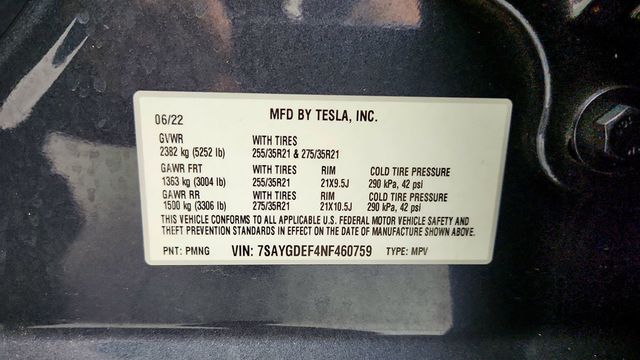 06/22 MFD BY TESLA, INC.
GVWR WITH TIRES
2382 kg (5252 lb) 255/35R21 & 275/35R21
GAWR FRT WITH TIRES RIM COLD TIRE PRESSURE
1363 kg (3004 lb) 255/35R21 21X9.5J 290 kPa, 42 psi
GAWR RR WITH TIRES RIM COLD TIRE PRESSURE
1500 kg (3306 lb) 275/35R21 21X10.5J 290 kPa, 42 psi
THIS VEHICLE CONFORMS TO ALL APPLICABLE U.S. FEDERAL MOTOR VEHICLE SAFETY AND
THEFT PREVENTION STANDARDS IN EFFECT ON THE DATE OF MANUFACTURE SHOWN ABOVE.
PNT: PMNG VIN: 7SAYGDEF4NF460759 TYPE: MPV